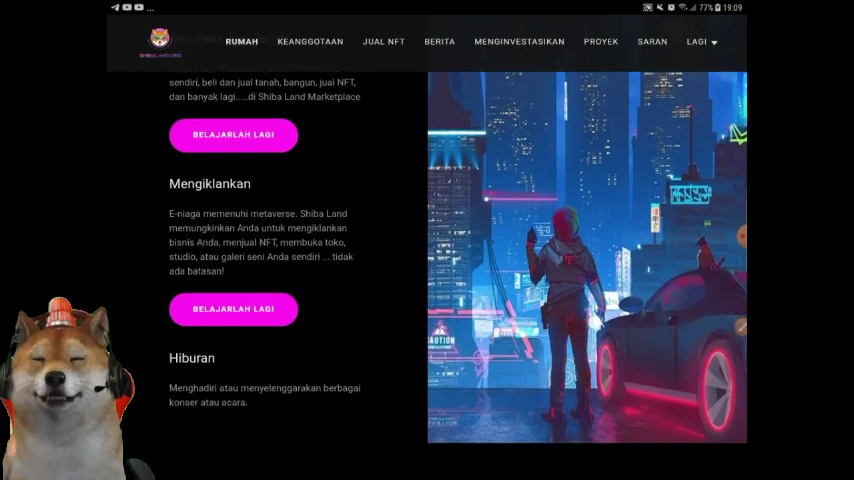 77% 19:09
SHIBALAND.ORG
RUMAH KEANGGOTAAN JUAL NFT BERITA MENGINVESTASIKAN PROYEK SARAN LAGI
sendiri, beli dan jual tanah, bangun, jual NFT,
dan banyak lagi.....di Shiba Land Marketplace
BELAJARLAH LAGI
Mengiklankan
E-niaga memenuhi metaverse. Shiba Land
memungkinkan Anda untuk mengiklankan
bisnis Anda, menjual NFT, membuka toko,
studio, atau galeri seni Anda sendiri ... tidak
ada batasan!
BELAJARLAH LAGI
Hiburan
Menghadiri atau menyelenggarakan berbagai
konser atau acara.
CAUTION